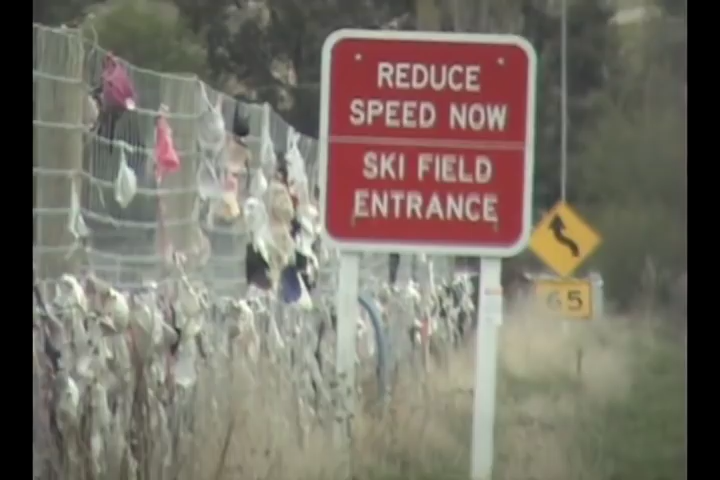 REDUCE
SPEED NOW
SKI FIELD
ENTRANCE
65